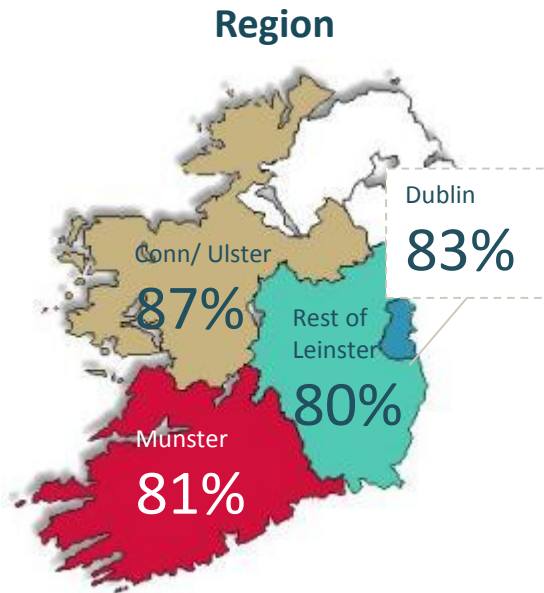 Region
Dublin
83%
Conn/ Ulster
87%
Rest of
Leinster
80%
Munster
81%